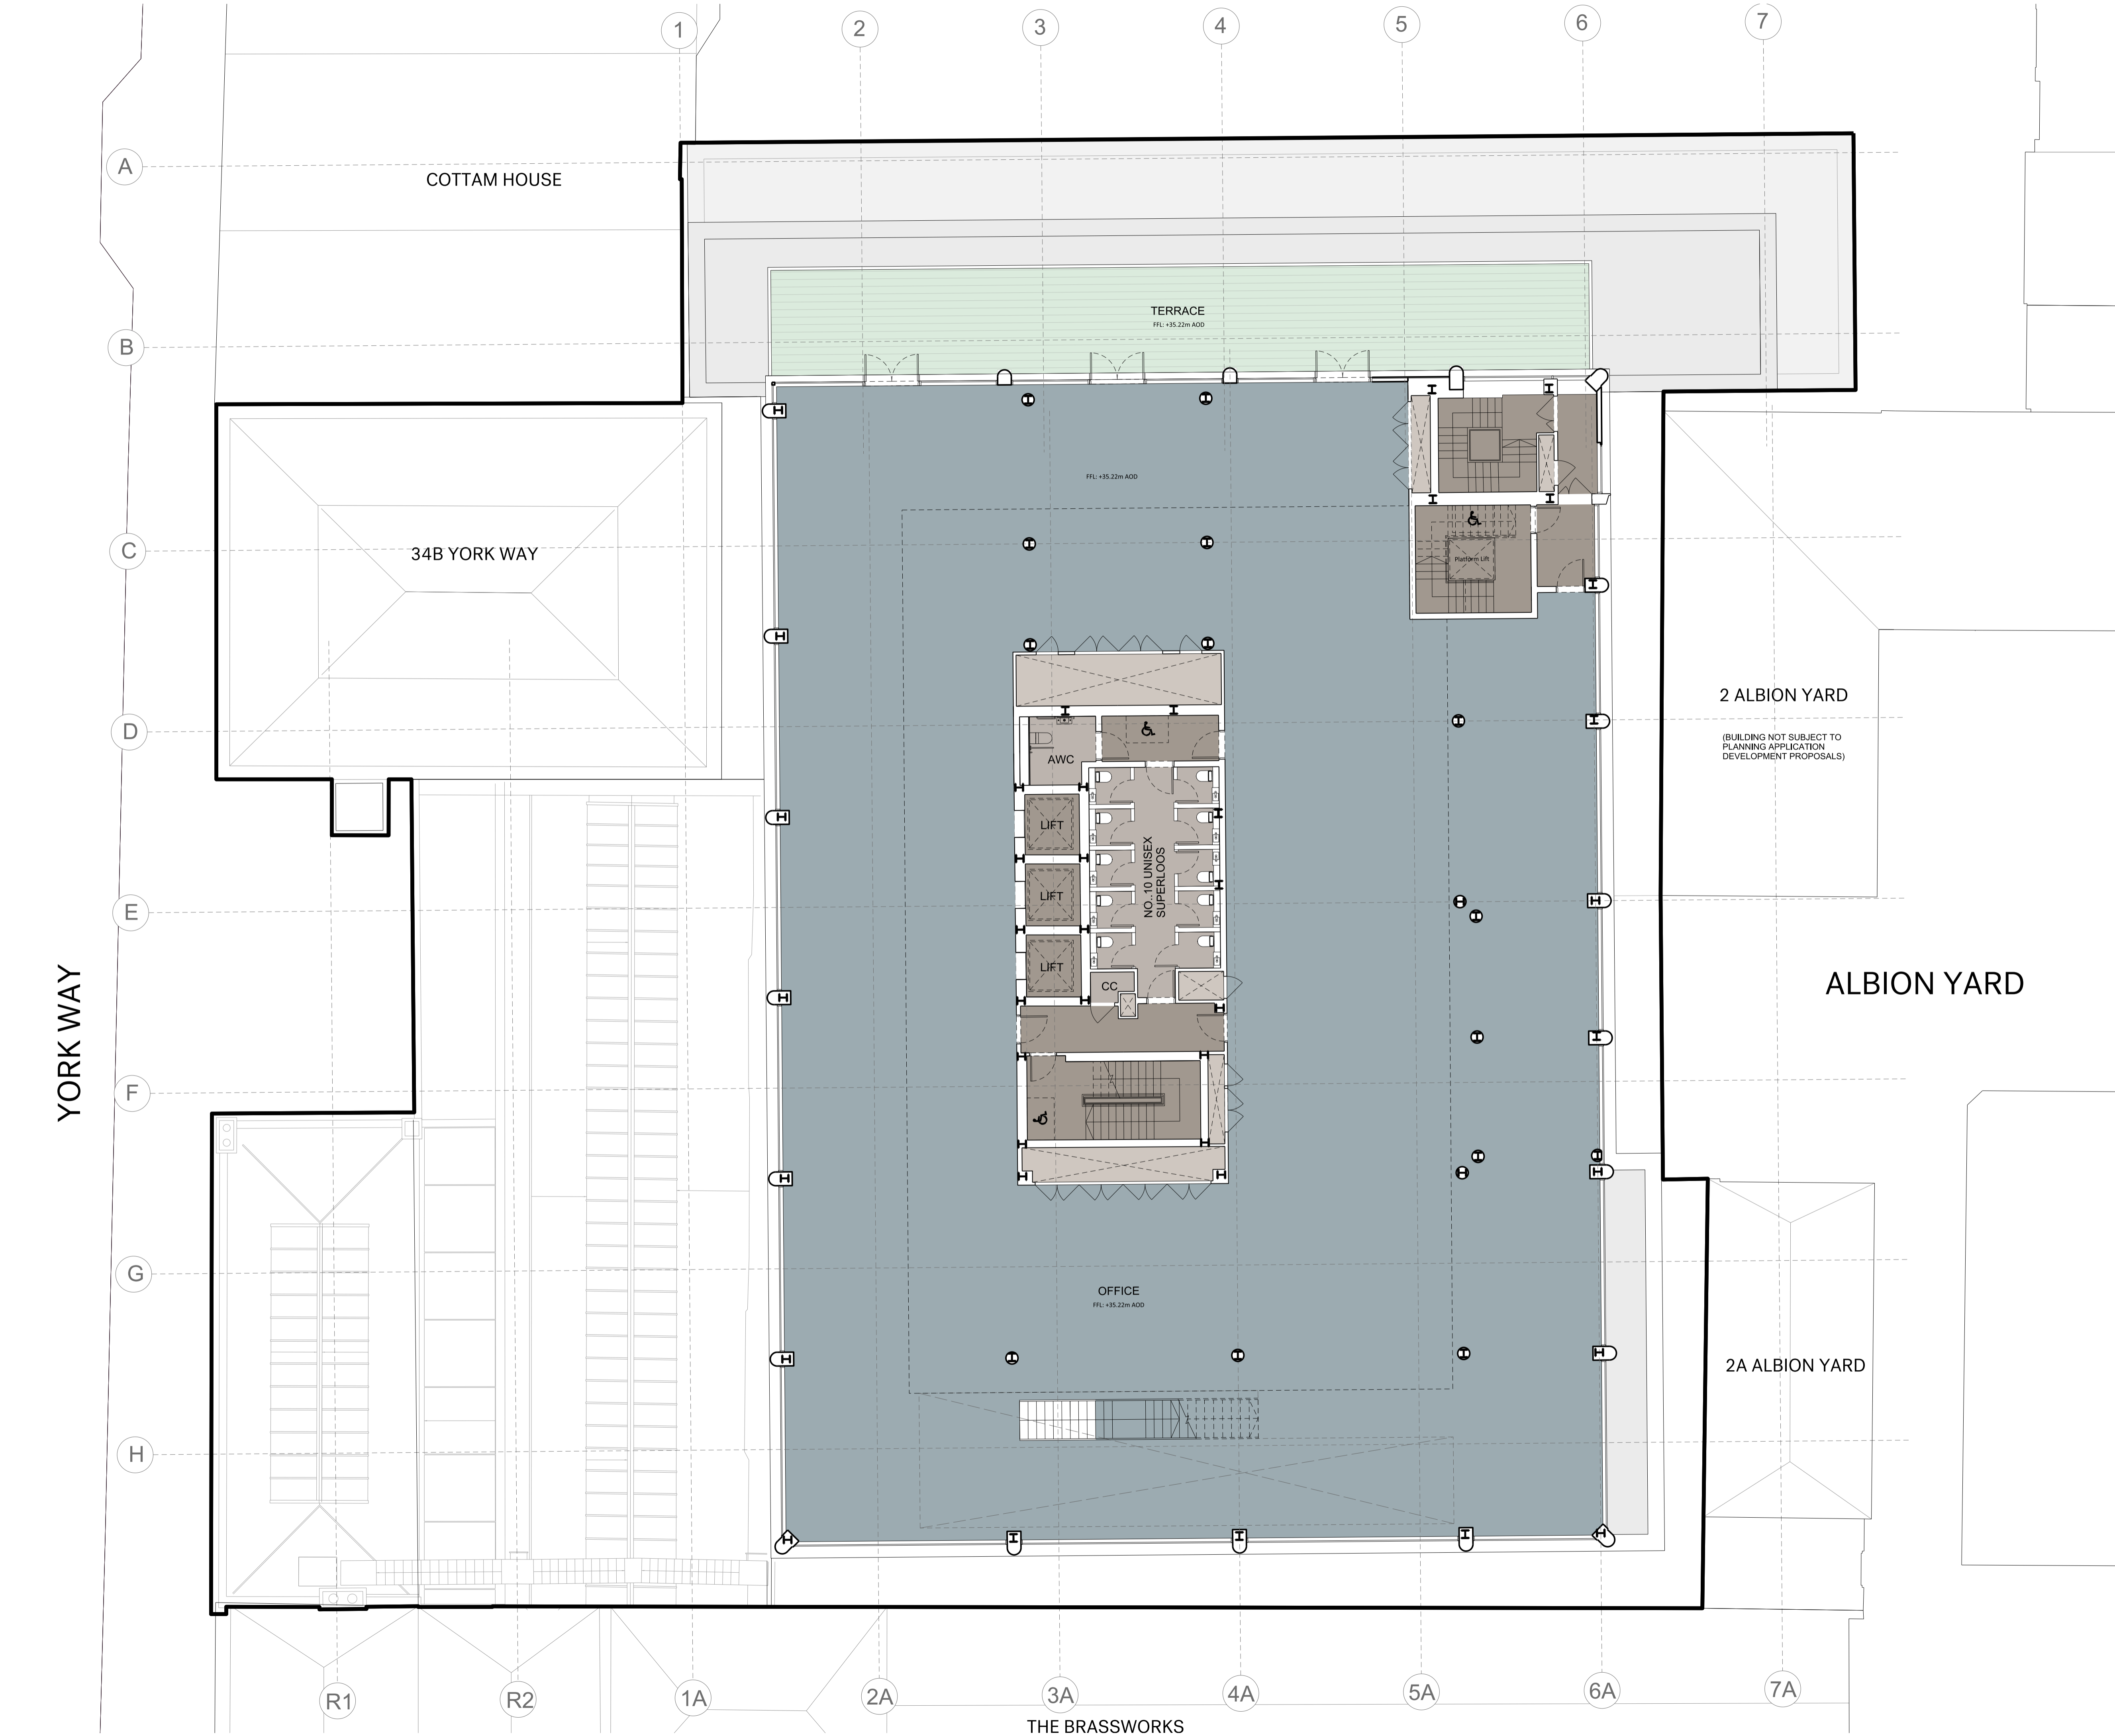 1
2
3
4
5
6
7
A
COTTAM HOUSE
TERRACE
FFL: +35.22m AOD
B
FFL: +35.22m AOD
C
34B YORK WAY
Platform Lift
D
2 ALBION YARD
(BUILDING NOT SUBJECT TO
PLANNING APPLICATION
DEVELOPMENT PROPOSALS)
AWC
LIFT
NO.. 10 UNISEX
SUPERLOOS
LIFT
E
LIFT
CC
ALBION YARD
YORK WAY
F
G
OFFICE
FFL: +35.22m AOD
2A ALBION YARD
H
R1
R2
1A
2A
3A
4A
5A
6A
7A
THE BRASSWORKS